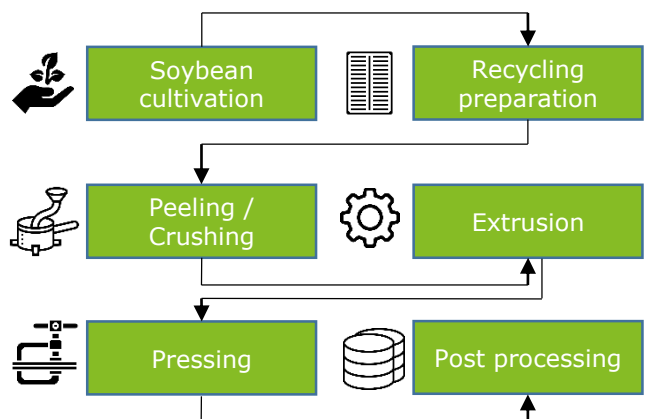 Soybean
cultivation
Recycling
preparation
Peeling /
Crushing
Extrusion
Pressing
Post processing